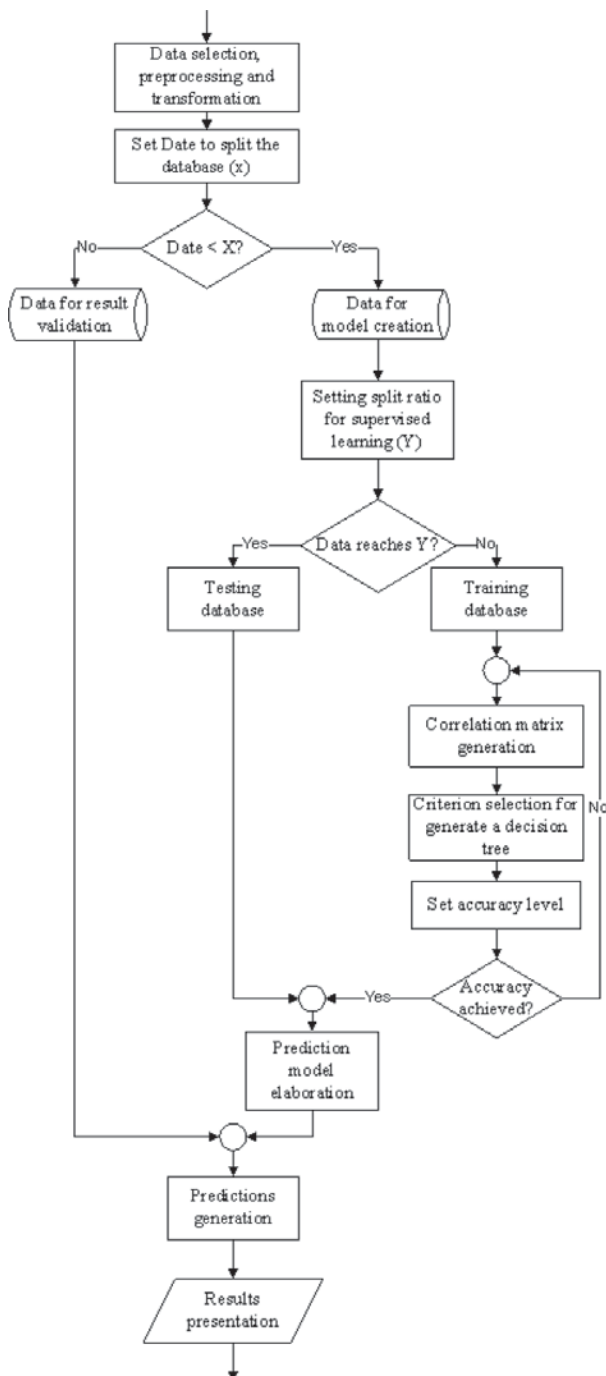 Data selection,
preprocessing and
transformation
Set Date to split the
database (x)
Date < X?
No
Yes
Data for result
validation
Data for
model creation
Setting split ratio
for supervised
learning (Y)
Data reaches Y?
Yes
No
Testing
database
Training
database
Correlation matrix
generation
Criterion selection for
generate a decision
tree
No
Set accuracy level
Accuracy
achieved?
Yes
Prediction
model
elaboration
Predictions
generation
Results
presentation